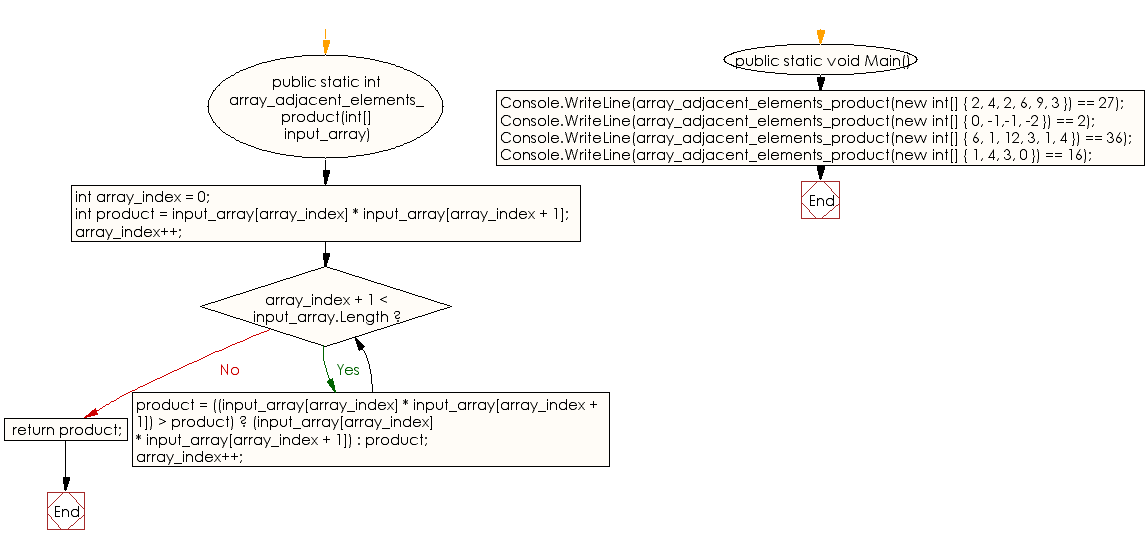 public static int
array_adjacent_elements_
product(int[]
input_array)
int array_index = 0;
int product = input_array[array_index] * input_array[array_index + 1];
array_index++;
array_index + 1 <
input_array.Length ?
No
Yes
product = ((input_array[array_index] * input_array[array_index +
1]) > product) ? (input_array[array_index]
* input_array[array_index + 1]) : product;
array_index++;
return product;
End
public static void Main()
Console.WriteLine(array_adjacent_elements_product(new int[] { 2, 4, 2, 6, 9, 3 }) == 27);
Console.WriteLine(array_adjacent_elements_product(new int[] { 0, -1,-1, -2 }) == 2);
Console.WriteLine(array_adjacent_elements_product(new int[] { 6, 1, 12, 3, 1, 4 }) == 36);
Console.WriteLine(array_adjacent_elements_product(new int[] { 1, 4, 3, 0 }) == 16);
End